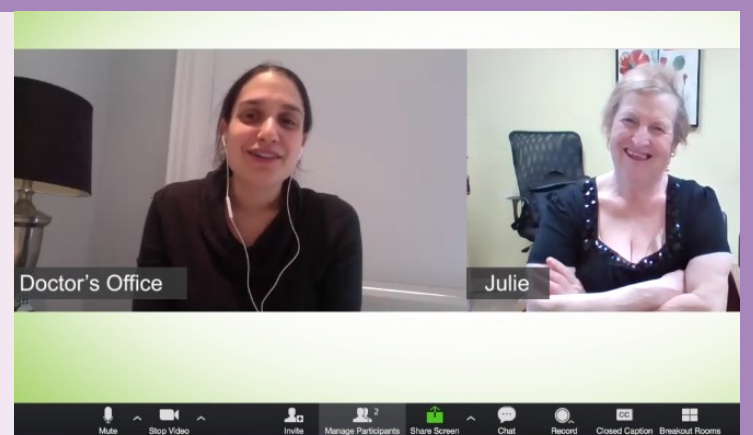 Doctor's Office
Julie
2
Mute
Stop Video
Invite
Manage Participants
Share Screen
Chat
Record
CC
Closed Caption
Breakout Rooms